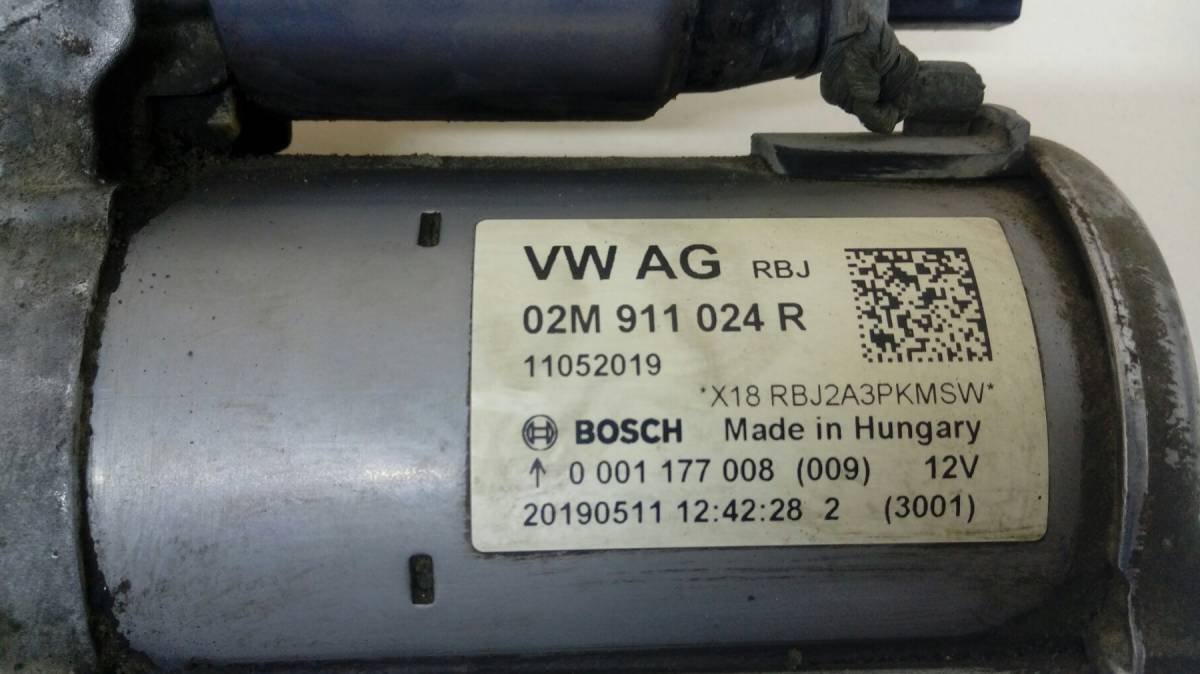 VW AG RBJ
02M 911 024 R
11052019
*X18 RBJ2A3PKMSW*
BOSCH Made in Hungary
↑ 0 001 177 008 (009) 12V
20190511 12:42:28 2 (3001)